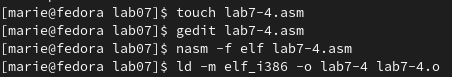 [marie@fedora lab07]$ touch lab7-4.asm
[marie@fedora lab07]$ gedit lab7-4.asm
[marie@fedora lab07]$ nasm -f elf lab7-4.asm
[marie@fedora lab07]$ ld -m elf_i386 -o lab7-4 lab7-4.o